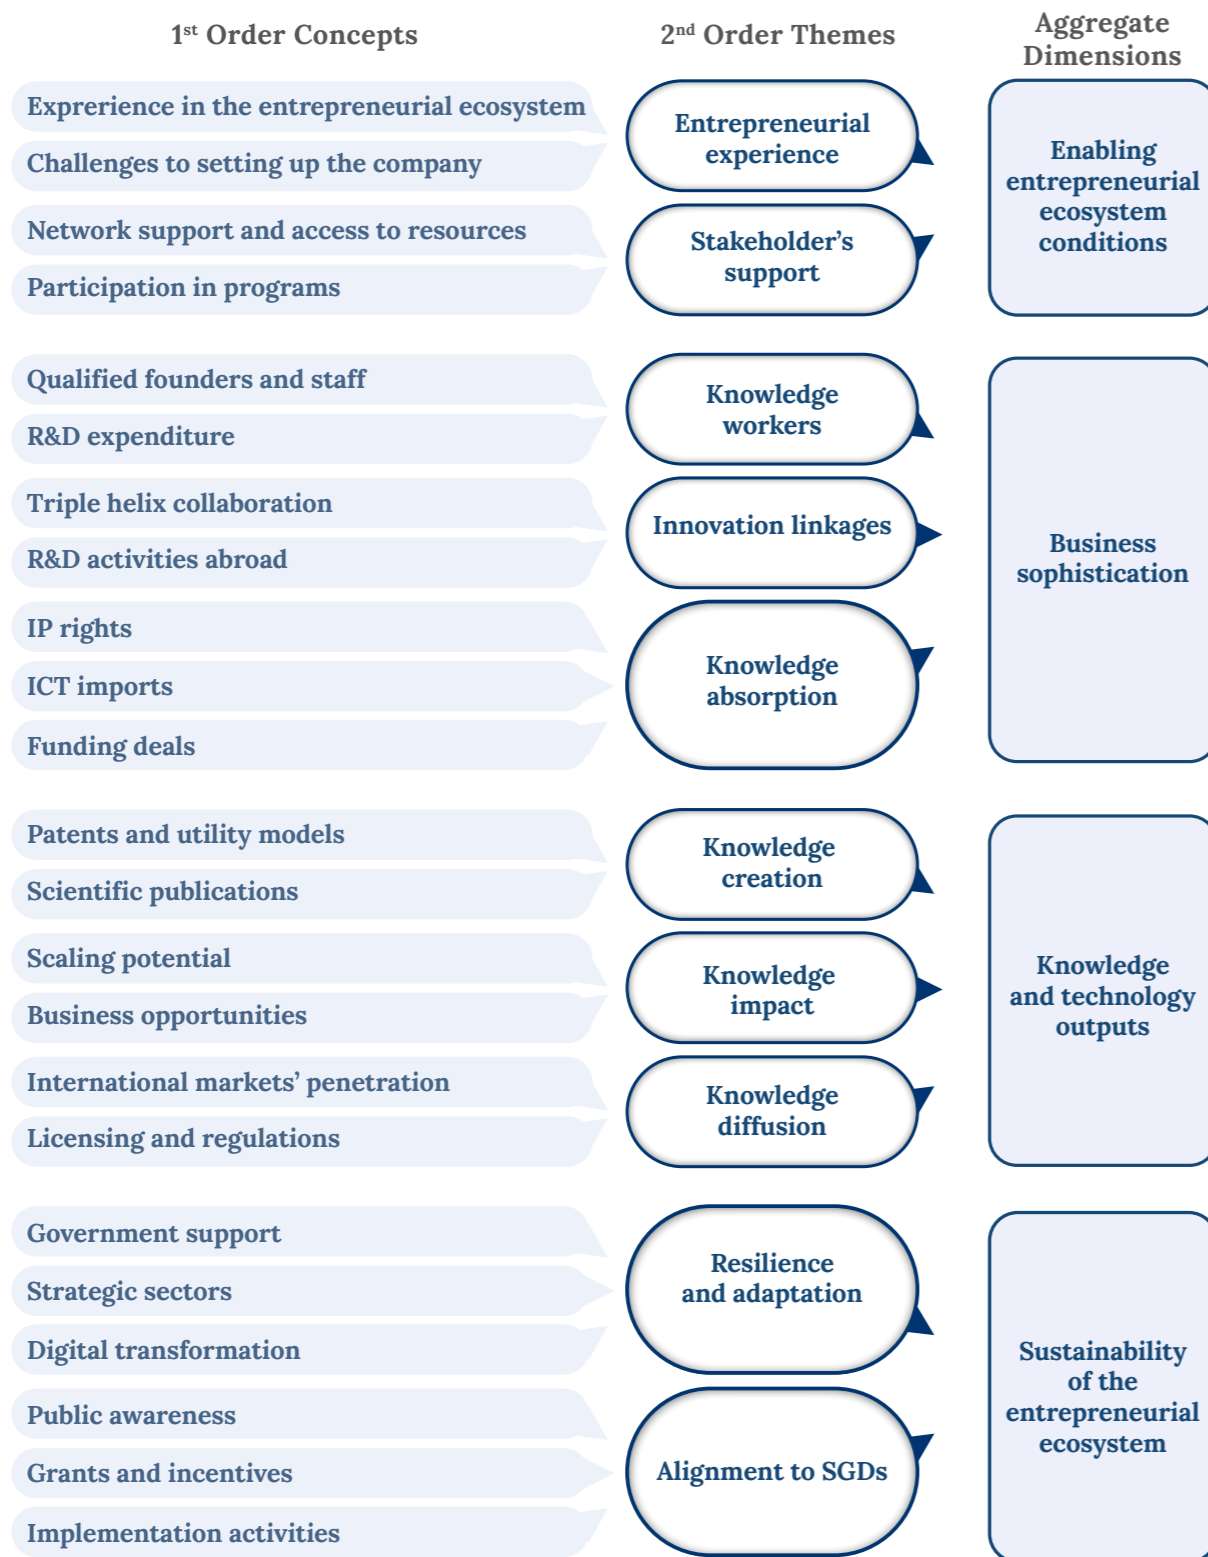 1st Order Concepts
2nd Order Themes
Aggregate
Dimensions
Exprerience in the entrepreneurial ecosystem
Challenges to setting up the company
Entrepreneurial
experience
Network support and access to resources
Participation in programs
Stakeholder’s
support
Enabling
entrepreneurial
ecosystem
conditions
Qualified founders and staff
R&D expenditure
Knowledge
workers
Triple helix collaboration
R&D activities abroad
Innovation linkages
IP rights
ICT imports
Funding deals
Knowledge
absorption
Business
sophistication
Patents and utility models
Scientific publications
Knowledge
creation
Scaling potential
Business opportunities
Knowledge
impact
International markets’ penetration
Licensing and regulations
Knowledge
diffusion
Knowledge
and technology
outputs
Government support
Strategic sectors
Digital transformation
Resilience
and adaptation
Public awareness
Grants and incentives
Implementation activities
Alignment to SGDs
Sustainability
of the
entrepreneurial
ecosystem